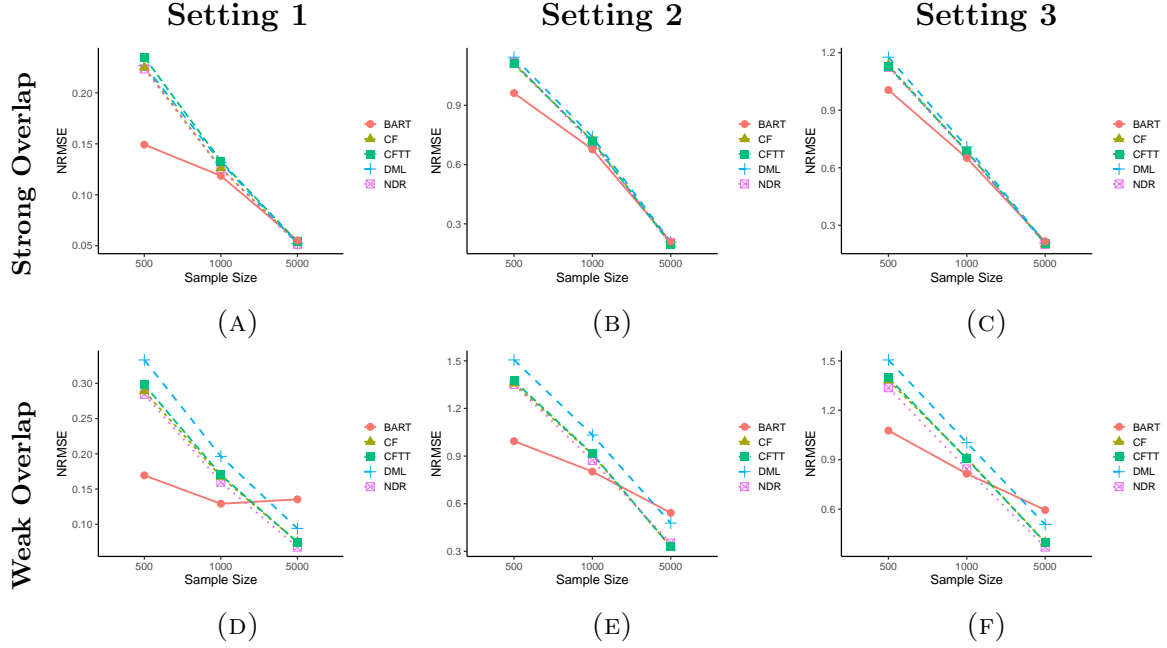 Setting 1
Setting 2
Setting 3
Strong Overlap
NRMSE
0.20
0.15
0.10
0.05
500
1000
5000
Sample Size
BART
CF
CFTT
DML
NDR
(A)
NRMSE
0.9
0.6
0.3
500
1000
5000
Sample Size
BART
CF
CFTT
DML
NDR
(B)
NRMSE
1.2
0.9
0.6
0.3
500
1000
5000
Sample Size
BART
CF
CFTT
DML
NDR
(C)
Weak Overlap
NRMSE
0.30
0.25
0.20
0.15
0.10
500
1000
5000
Sample Size
BART
CF
CFTT
DML
NDR
(D)
NRMSE
1.5
1.2
0.9
0.6
0.3
500
1000
5000
Sample Size
BART
CF
CFTT
DML
NDR
(E)
NRMSE
1.5
1.2
0.9
0.6
500
1000
5000
Sample Size
BART
CF
CFTT
DML
NDR
(F)